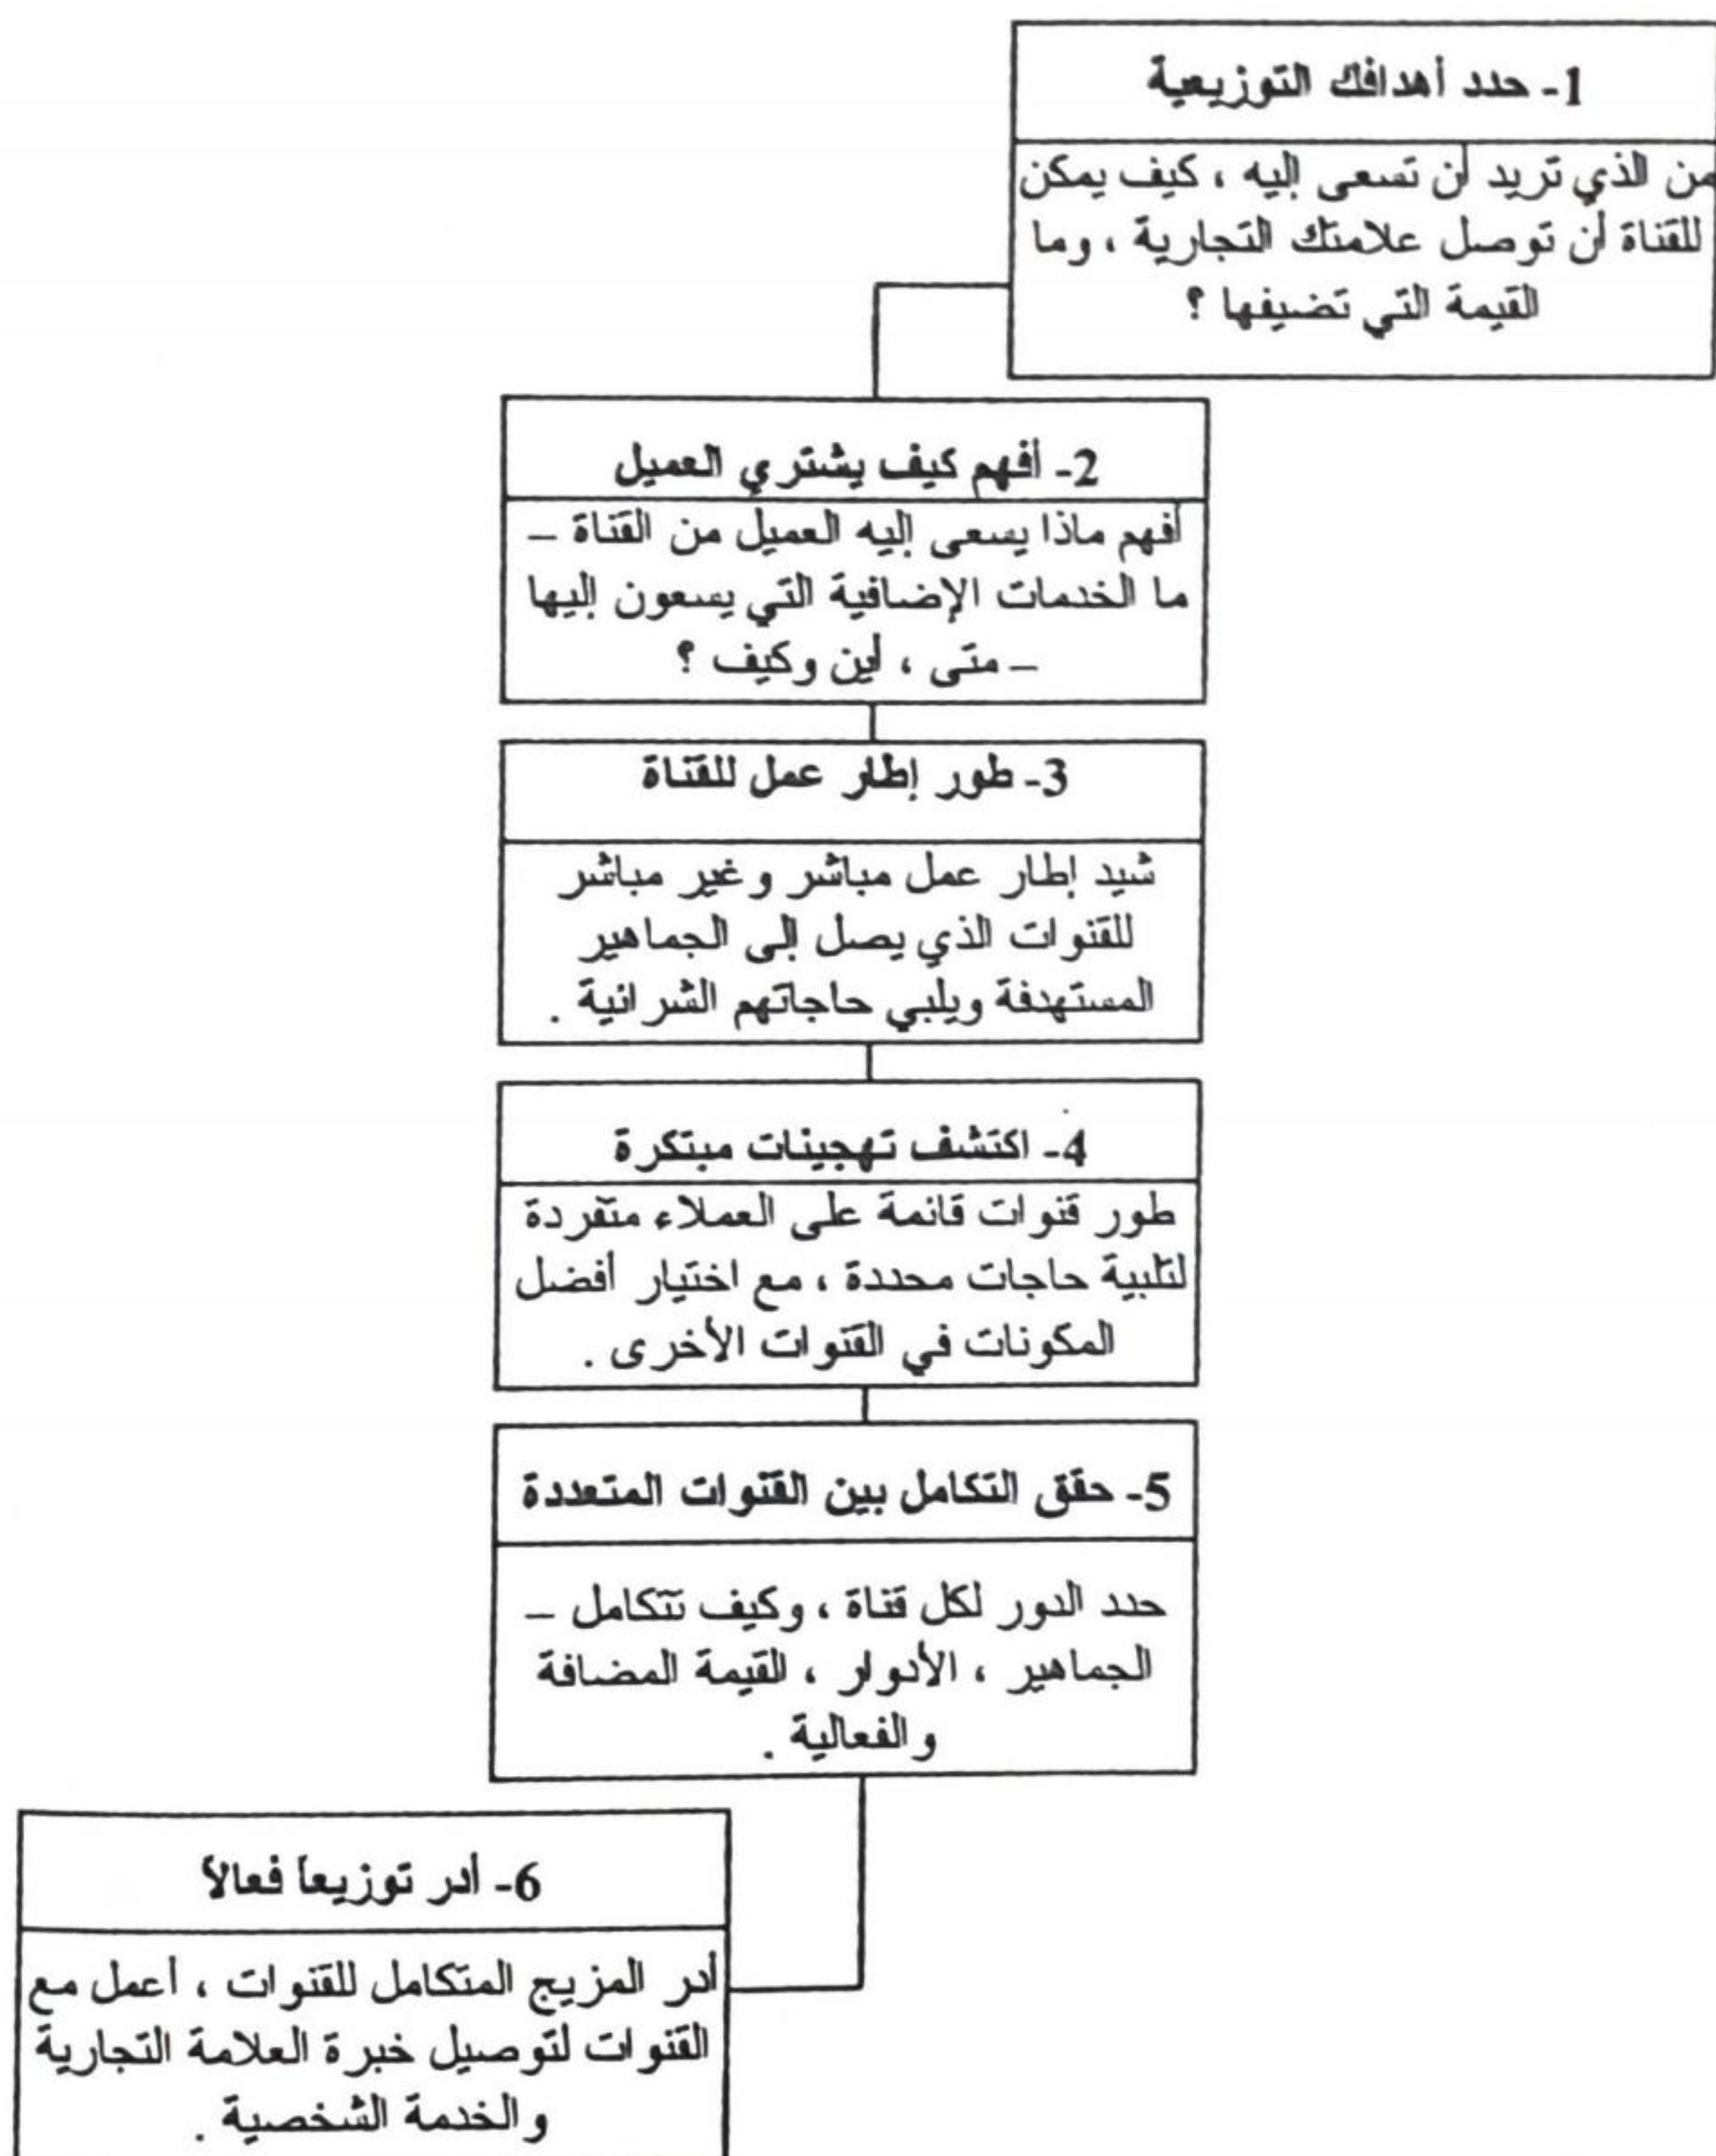 1- حدد أهدافك التوزيعية
من الذي تريد أن تسعى إليه ، كيف يمكن
للقناة أن توصل علامتك التجارية ، وما
القيمة التي تضيفها ؟
2- أفهم كيف يشتري العميل
أفهم ماذا يسعى إليه العميل من القناة –
ما الخدمات الإضافية التي يسعون إليها
– متى ، أين وكيف ؟
3- طور إطار عمل للقناة
شيد إطار عمل مباشر وغير مباشر
للقنوات الذي يصل إلى الجماهير
المستهدفة ويلبي حاجاتهم الشرائية .
4- اكتشف تهجينات مبتكرة
طور قنوات قائمة على العملاء متفردة
لتلبية حاجات محددة ، مع اختيار أفضل
المكونات في القنوات الأخرى .
5- حقق التكامل بين القنوات المتعددة
حدد الدور لكل قناة ، وكيف تتكامل –
الجماهير ، الأدوار ، القيمة المضافة
والفعالية .
6- أدر توزيعاً فعالاً
أدر المزيج المتكامل للقنوات ، أعمل مع
القنوات لتوصيل خبرة العلامة التجارية
والخدمة الشخصية .